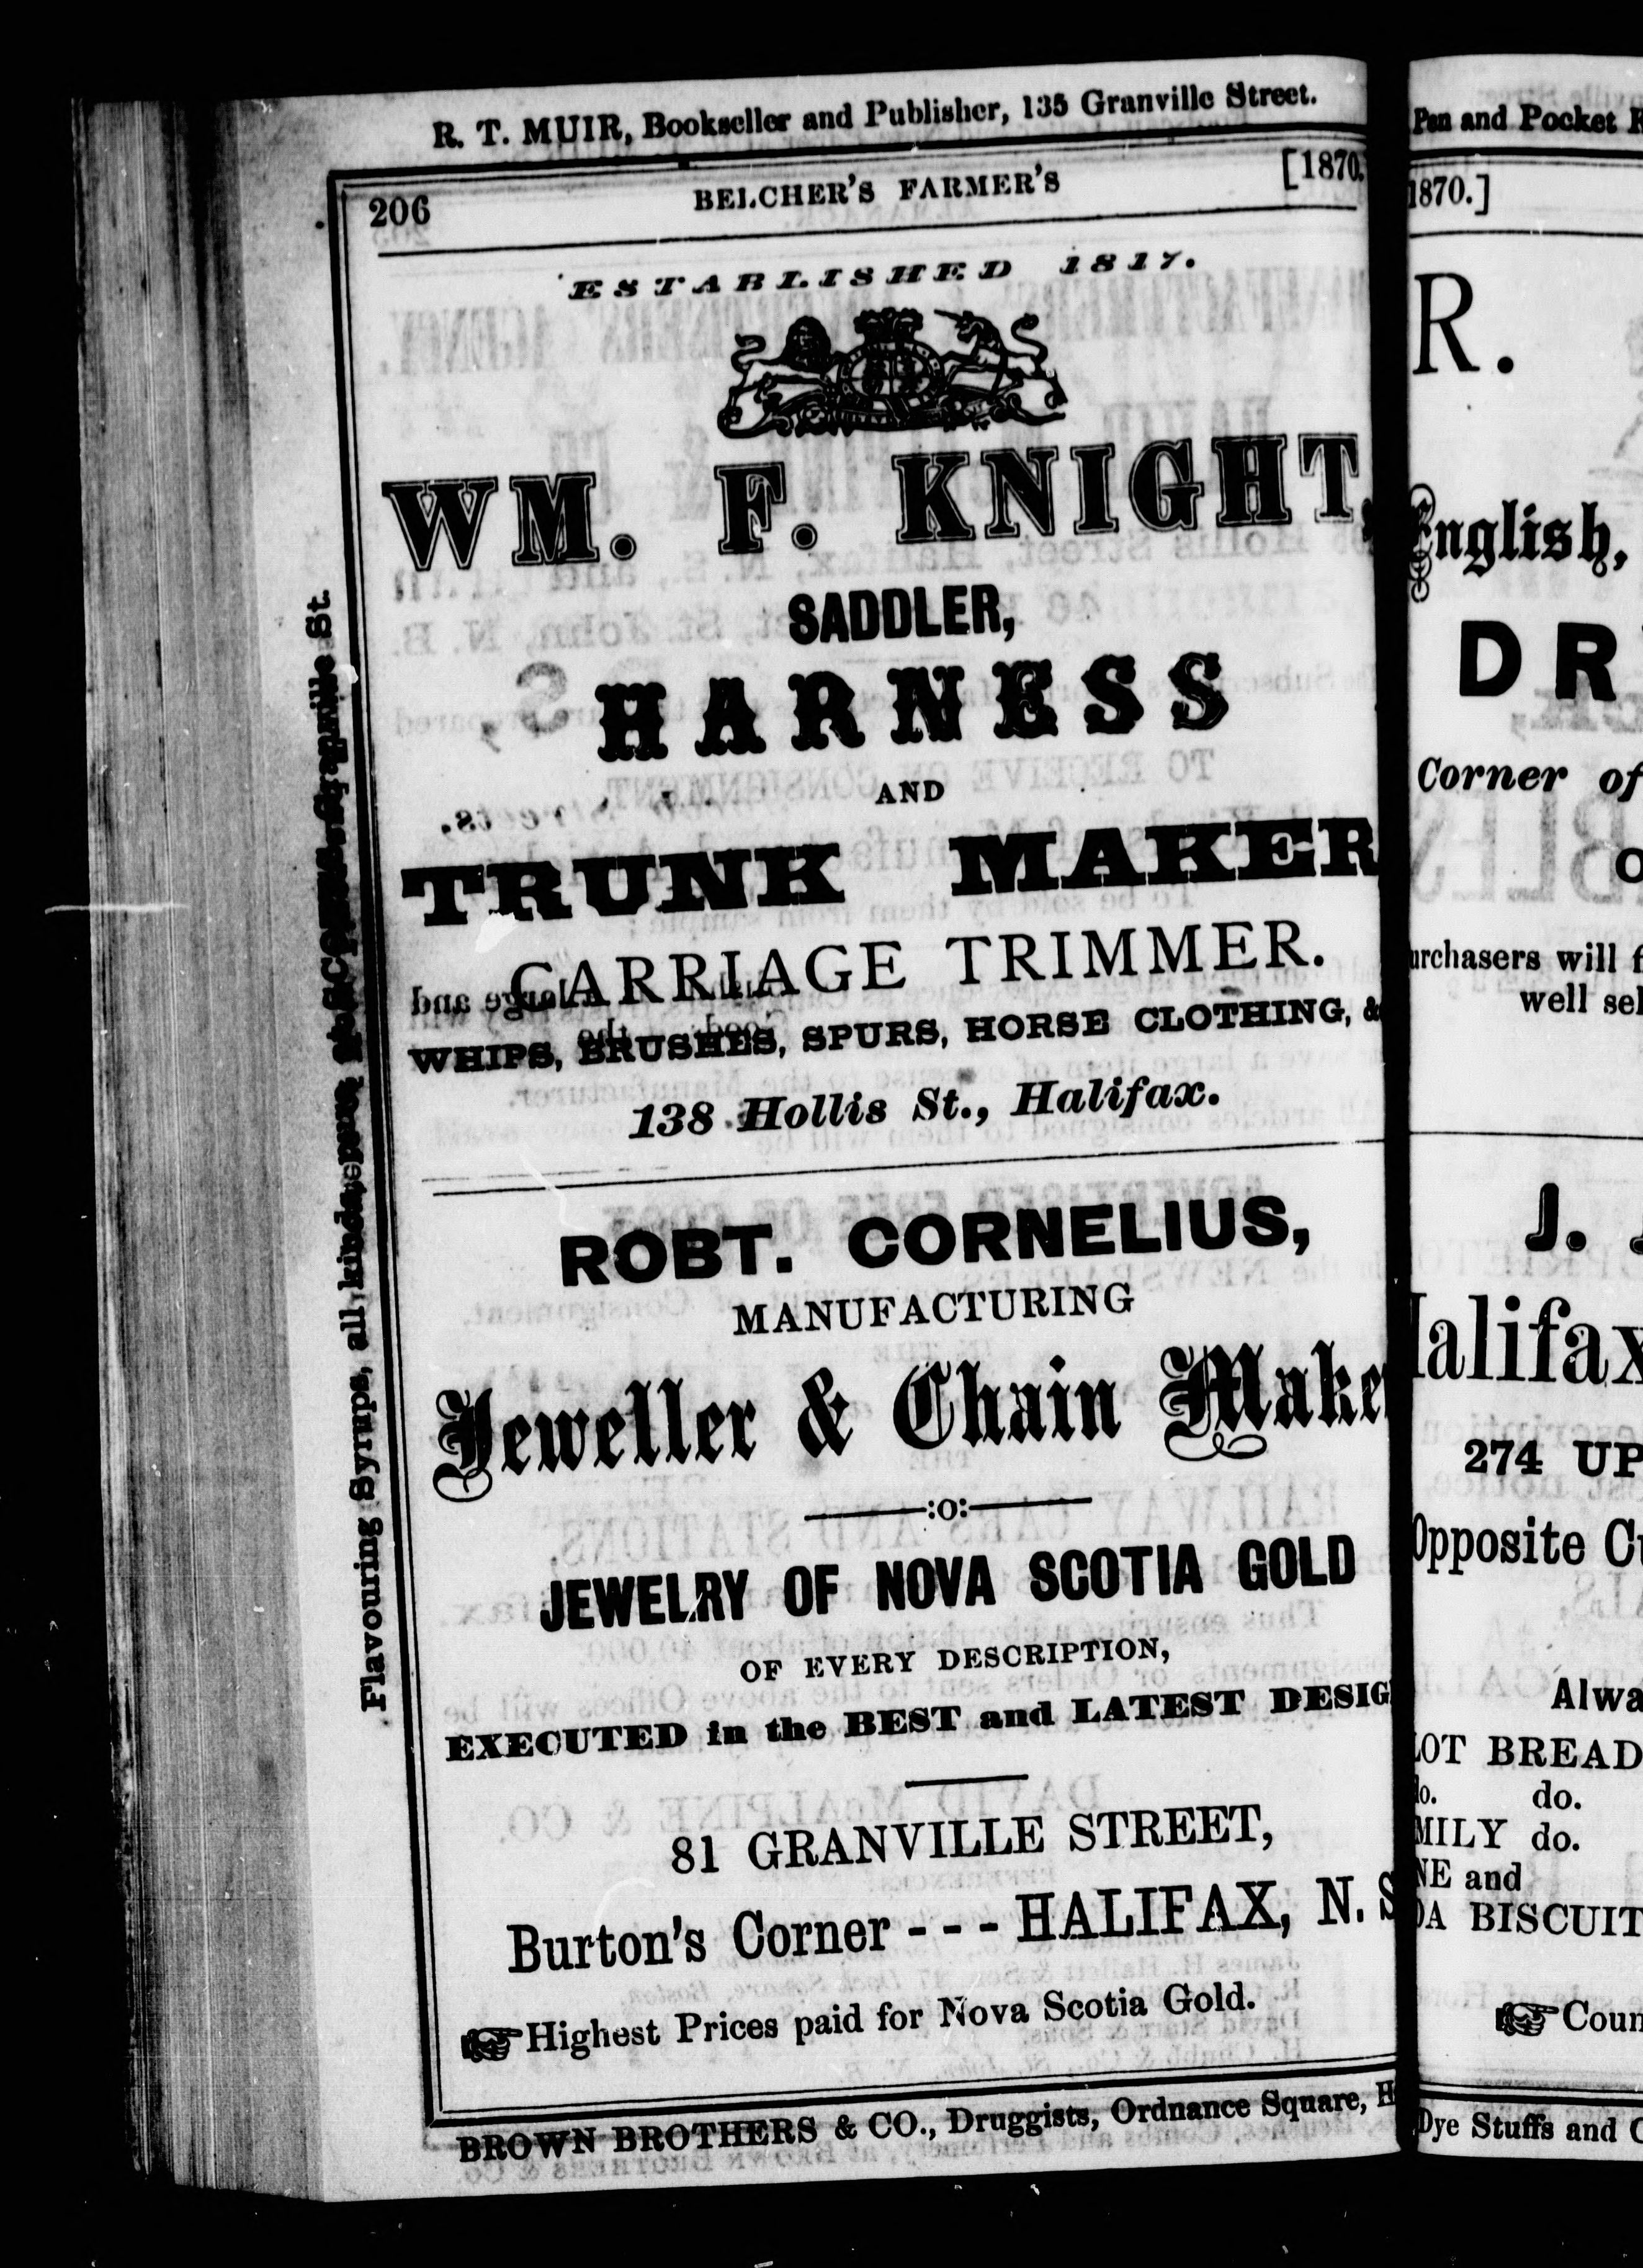 R. T. MUIR, Bookseller and Publisher, 135 Granville Street.
206 BELCHER'S FARMER'S [1870.
ESTABLISHED 1817.
WM. F. KNIGHT,
SADDLER,
HARNESS
AND
TRUNK MAKER
CARRIAGE TRIMMER.
WHIPS, BRUSHES, SPURS, HORSE CLOTHING, &
138 Hollis St., Halifax.
ROBT. CORNELIUS,
MANUFACTURING
Jeweller & Chain Maker
:o:
JEWELRY OF NOVA SCOTIA GOLD
OF EVERY DESCRIPTION,
EXECUTED in the BEST and LATEST DESIG
81 GRANVILLE STREET,
Burton's Corner - - - HALIFAX, N. S
☞Highest Prices paid for Nova Scotia Gold.
BROWN BROTHERS & CO., Druggists, Ordnance Square, H
Flavouring Syrups, all kinds, Granville St.
Pen and Pocket
1870.]
R.
English,
DR
Corner of
O
urchasers will f
well sel
J.
Halifax
274 UP
Opposite C
Alwa
LOT BREAD
do. do.
MILY do.
NE and
DA BISCUIT
☞Coun
Dye Stuffs and C